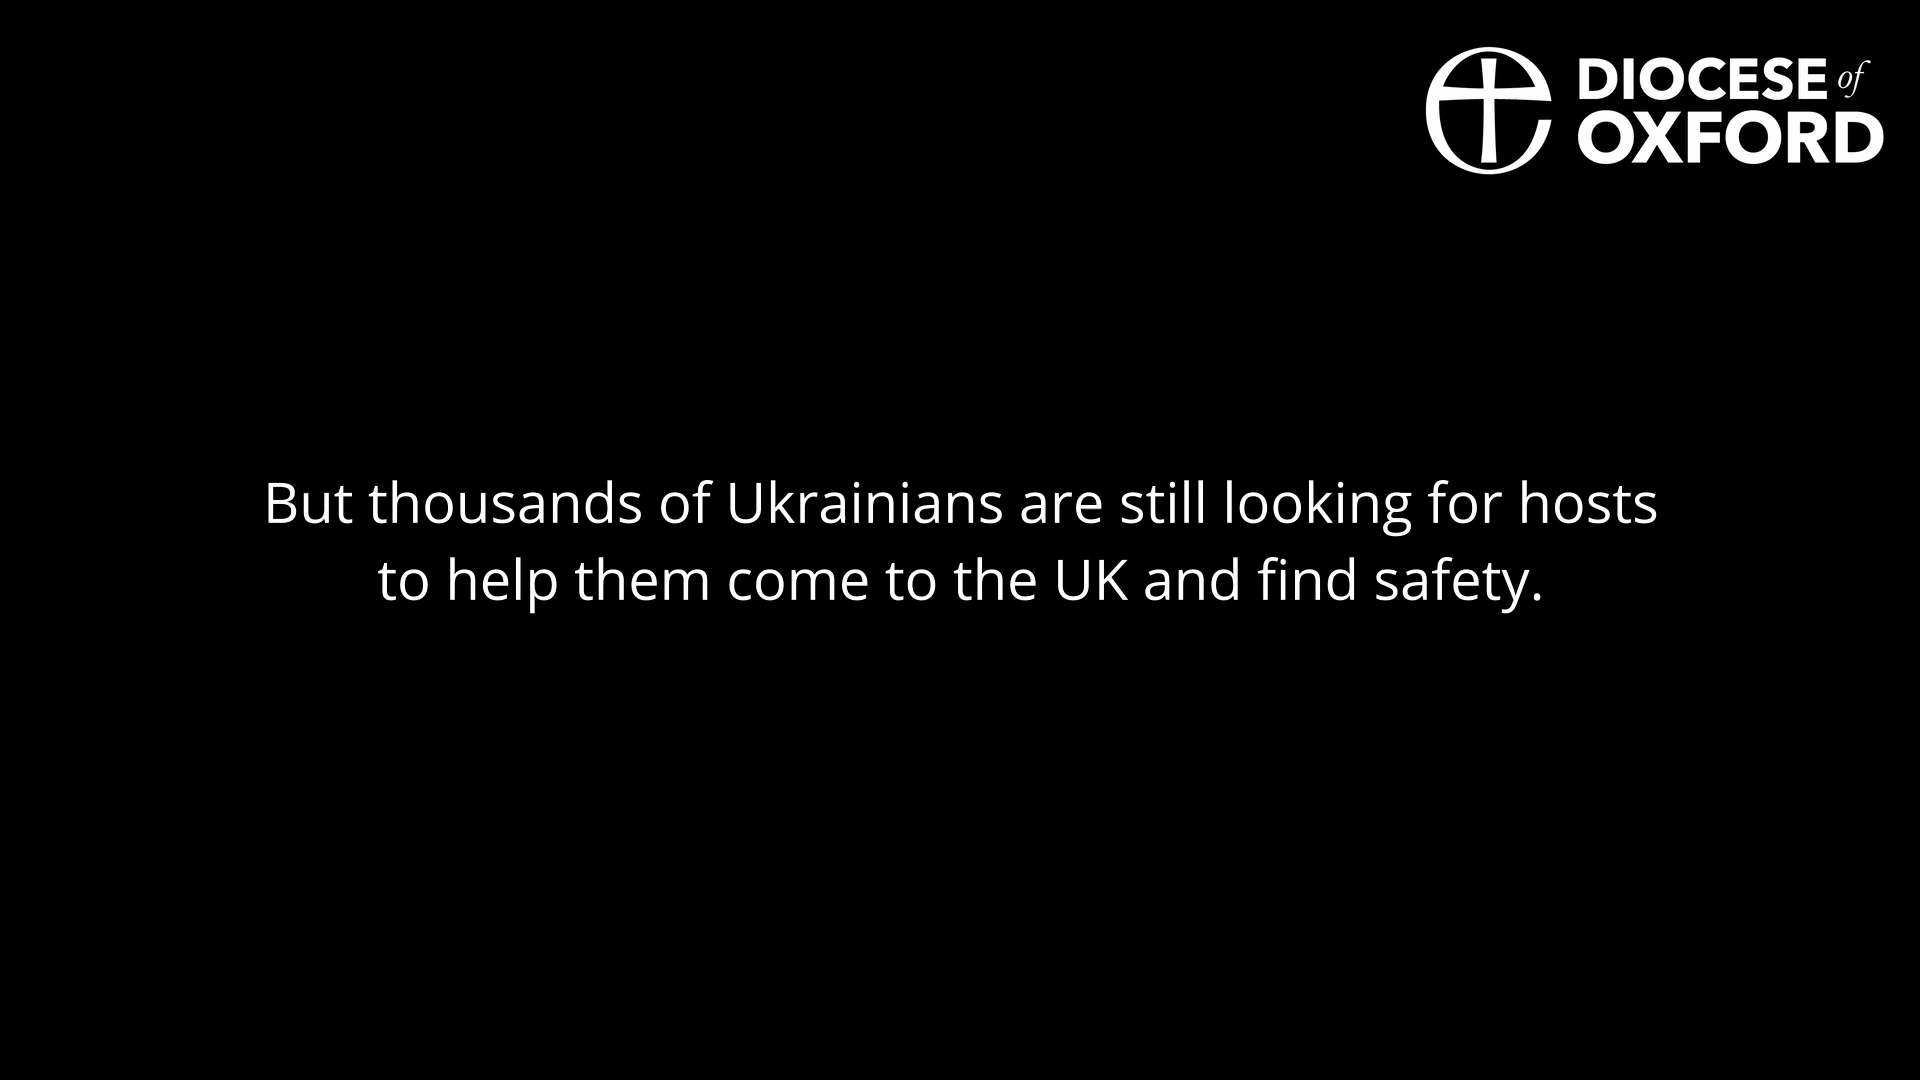 DIOCESE of
OXFORD
But thousands of Ukrainians are still looking for hosts
to help them come to the UK and find safety.